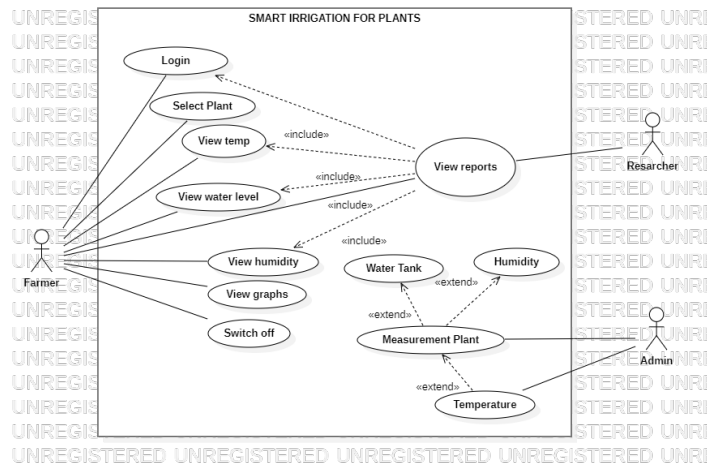 SMART IRRIGATION FOR PLANTS
Login
Select Plant
«include»
View temp
View reports
Resarcher
«include»
View water level
«include»
«include»
View humidity
Water Tank
Humidity
Farmer
«extend»
View graphs
«extend»
Switch off
Measurement Plant
Admin
«extend»
Temperature
UNREGISTERED UNREGISTERED UNREGISTERED UNREGISTERED UNRE